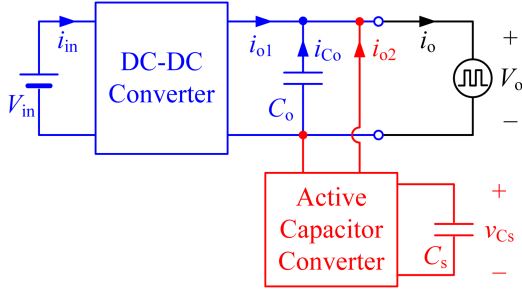 i_in
i_o1
i_Co
i_o2
i_o
+
DC-DC
Converter
V_in
C_o
V_o
−
Active
Capacitor
Converter
+
C_s
v_Cs
−